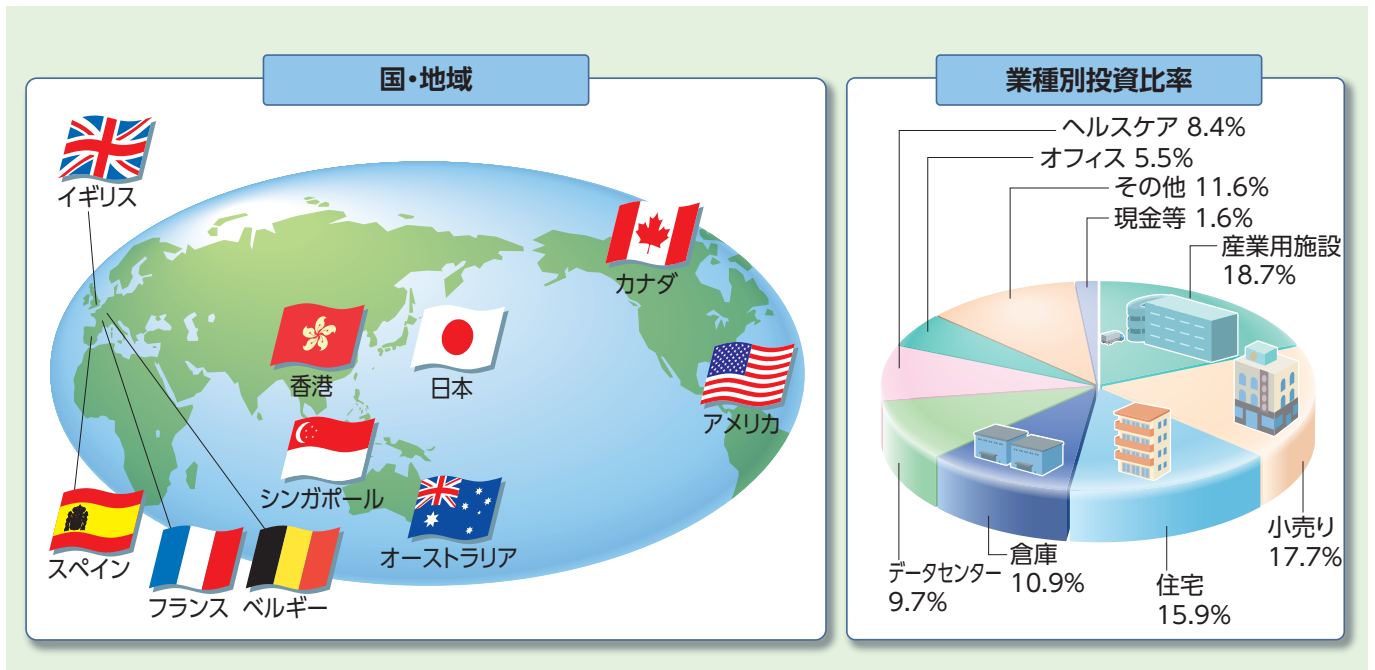 国・地域
イギリス
カナダ
香港
日本
アメリカ
シンガポール
オーストラリア
スペイン
フランス
ベルギー
業種別投資比率
ヘルスケア 8.4%
オフィス 5.5%
その他 11.6%
現金等 1.6%
産業用施設
18.7%
小売り
17.7%
住宅
15.9%
倉庫
10.9%
データセンター
9.7%